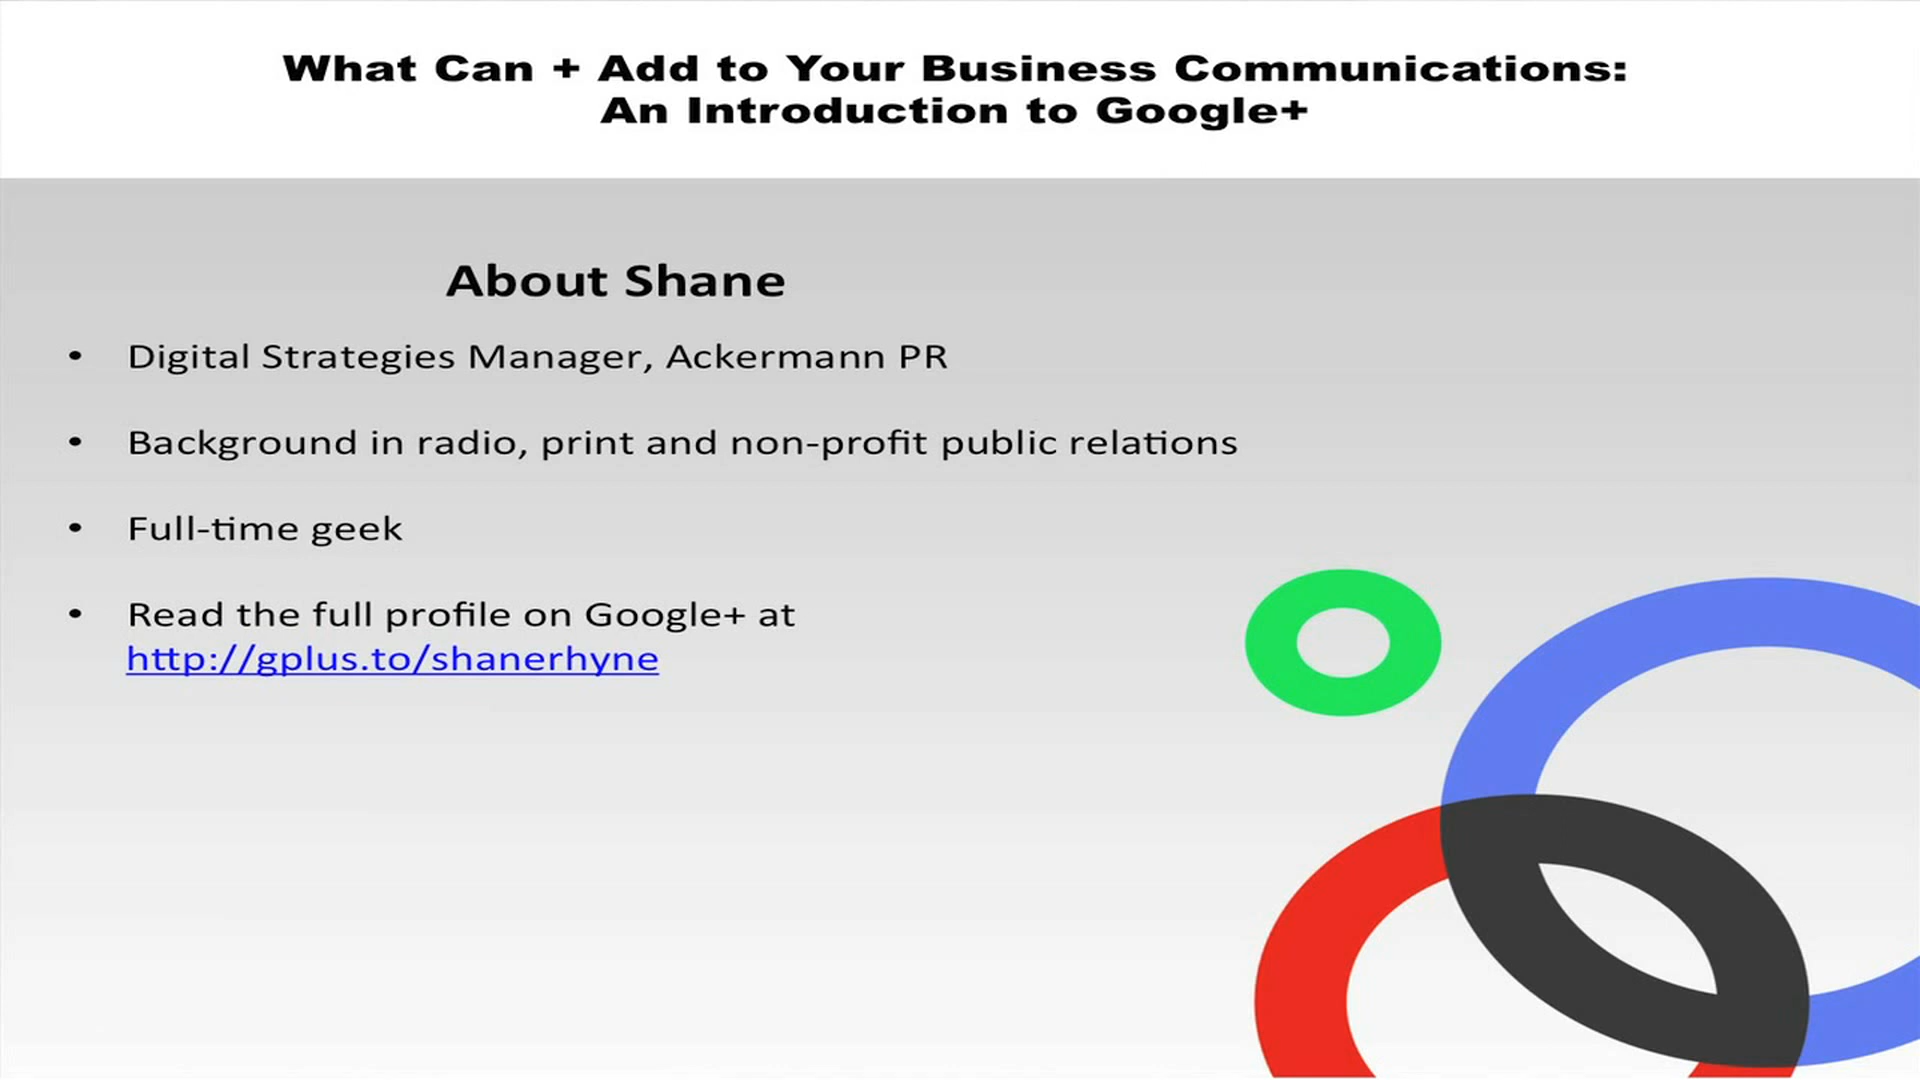 What Can + Add to Your Business Communications:
An Introduction to Google+
About Shane
• Digital Strategies Manager, Ackermann PR
• Background in radio, print and non-profit public relations
• Full-time geek
• Read the full profile on Google+ at
http://gplus.to/shanerhyne